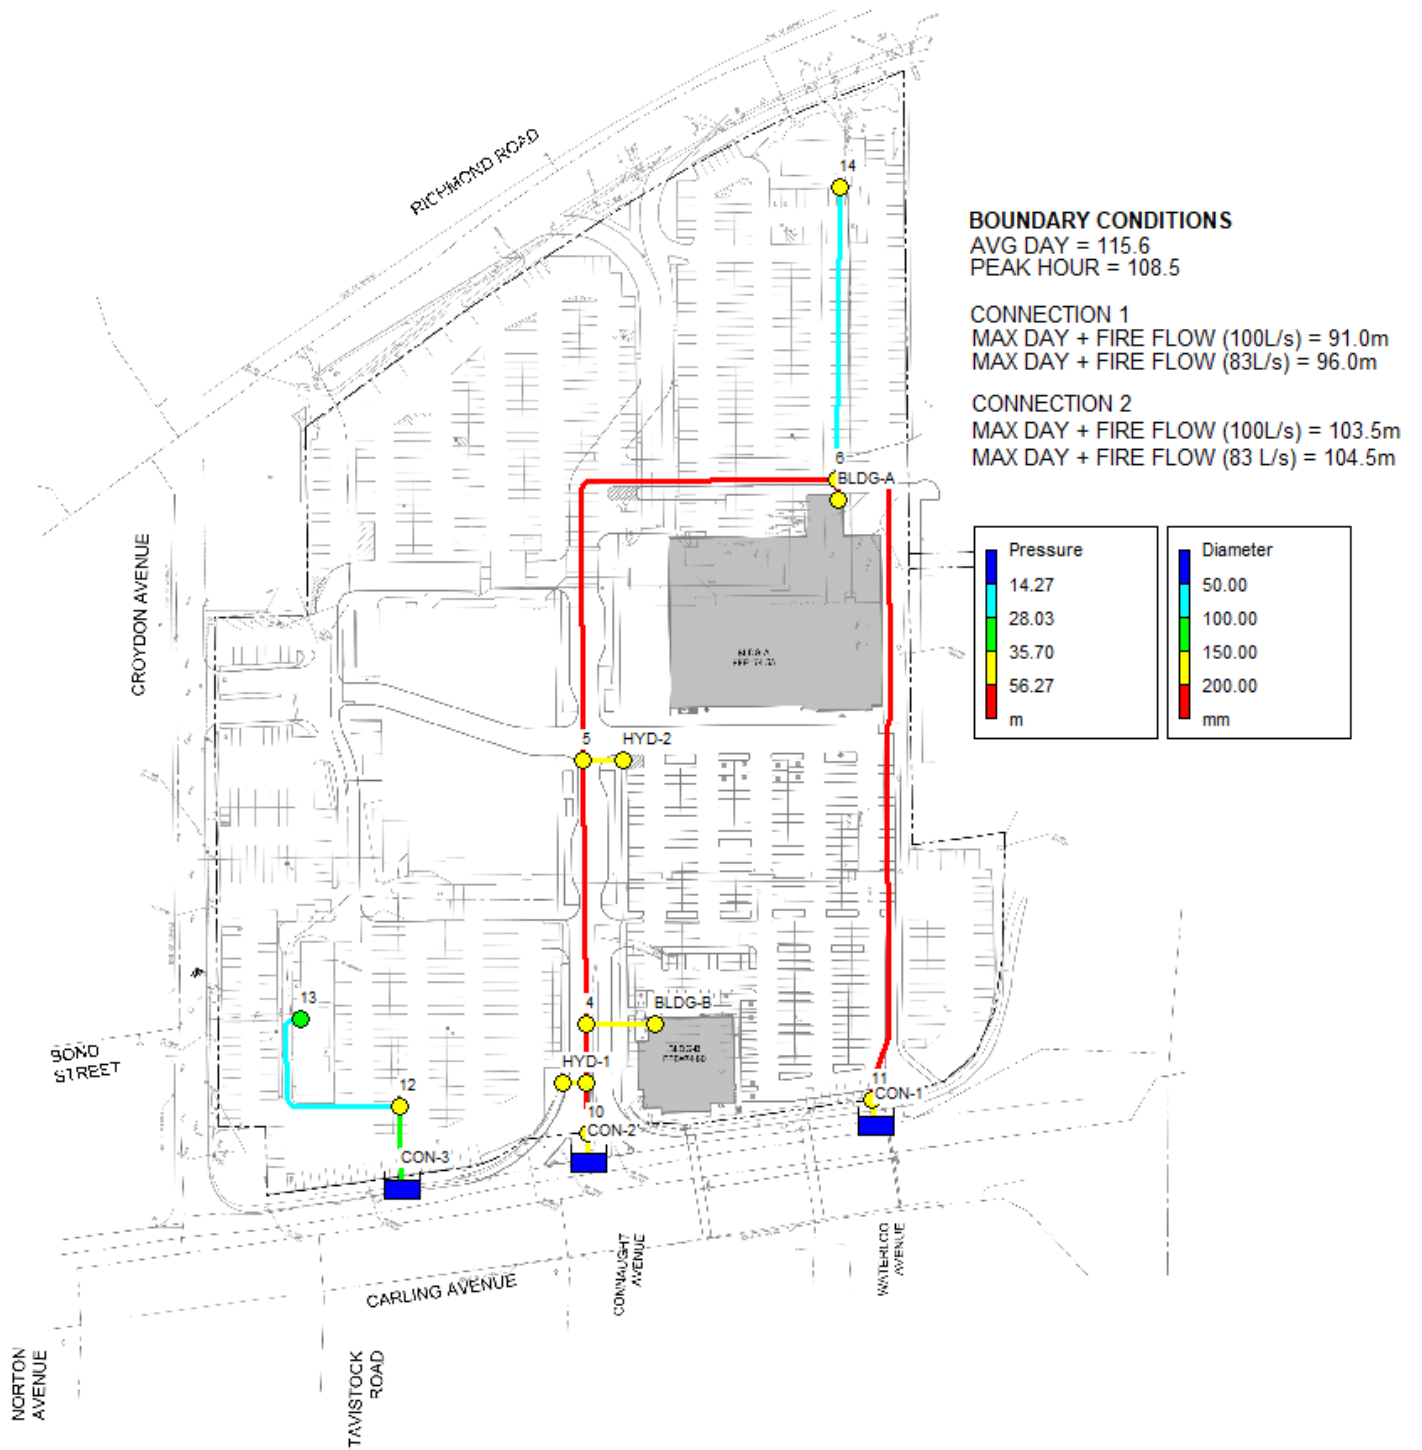 RICHMOND ROAD
14
BOUNDARY CONDITIONS
AVG DAY = 115.6
PEAK HOUR = 108.5
CONNECTION 1
MAX DAY + FIRE FLOW (100L/s) = 91.0m
MAX DAY + FIRE FLOW (83L/s) = 96.0m
CONNECTION 2
MAX DAY + FIRE FLOW (100L/s) = 103.5m
MAX DAY + FIRE FLOW (83 L/s) = 104.5m
6
BLDG-A
Pressure
14.27
28.03
35.70
56.27
m
Diameter
50.00
100.00
150.00
200.00
mm
CROYDON AVENUE
BLDG A
5
HYD-2
13
4
BLDG-B
BOND
STREET
HYD-1
12
10
CON-2
11
CON-1
CON-3
CARLING AVENUE
CONNAUGHT
AVENUE
WATERLOO
AVENUE
NORTON
AVENUE
TAVISTOCK
ROAD